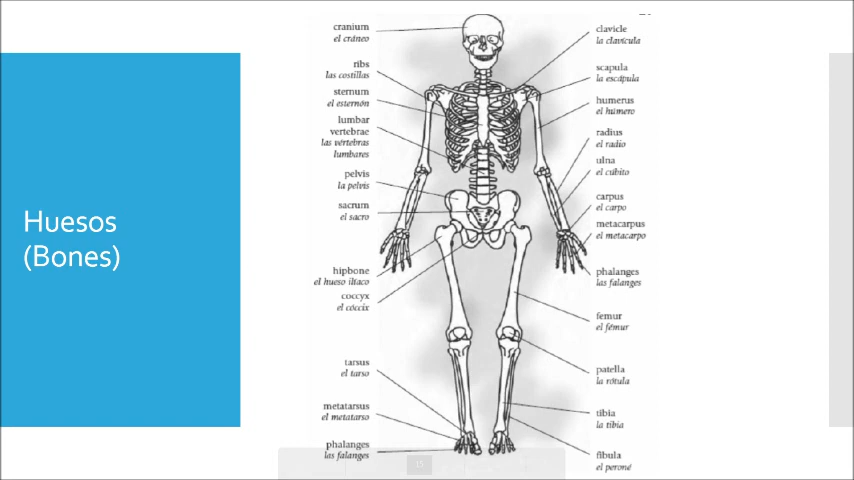 Huesos
(Bones)
cranium
el cráneo
ribs
las costillas
sternum
el esternón
lumbar
vertebrae
las vértebras
lumbares
pelvis
la pelvis
sacrum
el sacro
hipbone
el hueso ilíaco
coccyx
el cóccix
tarsus
el tarso
metatarsus
el metatarso
phalanges
las falanges
clavicle
la clavícula
scapula
la escápula
humerus
el húmero
radius
el radio
ulna
el cúbito
carpus
el carpo
metacarpus
el metacarpo
phalanges
las falanges
femur
el fémur
patella
la rótula
tibia
la tibia
fibula
el peroné
15